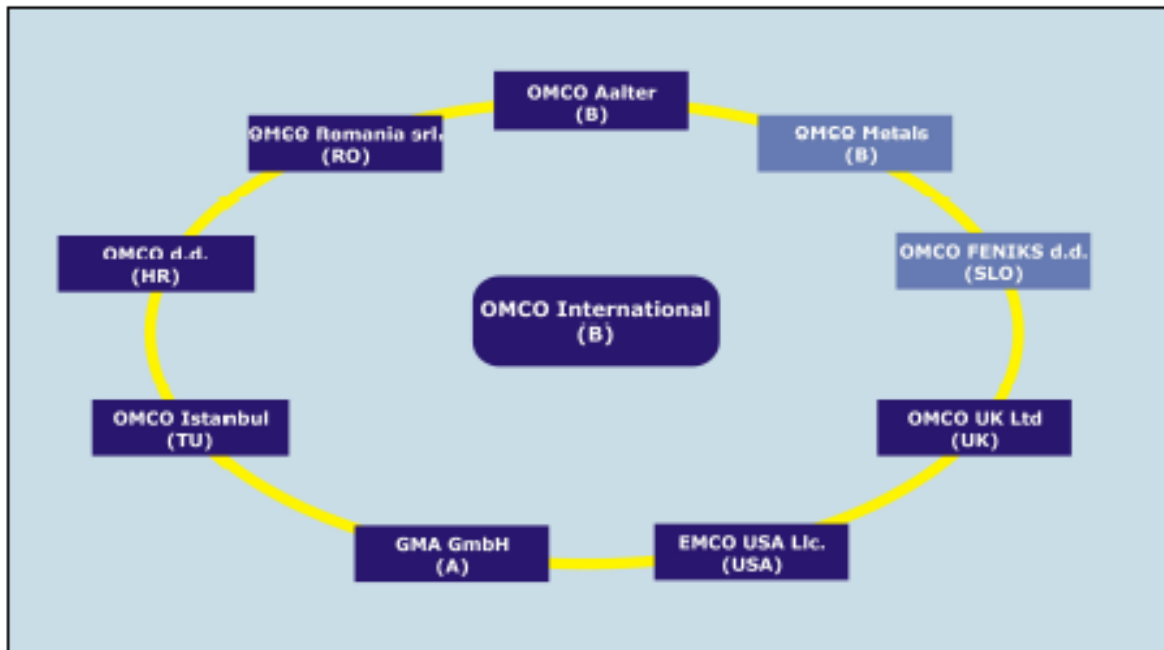 OMCO Aalter
(B)
OMCO Romania srl.
(RO)
OMCO Metals
(B)
OMCO d.d.
(HR)
OMCO FENIKS d.d.
(SLO)
OMCO International
(B)
OMCO Istambul
(TU)
OMCO UK Ltd
(UK)
GMA GmbH
(A)
EMCO USA Llc.
(USA)